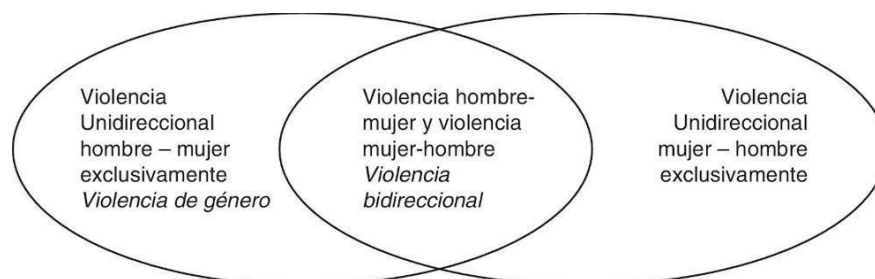 Violencia
Unidireccional
hombre – mujer
exclusivamente
Violencia de género
Violencia hombre-
mujer y violencia
mujer-hombre
Violencia
bidireccional
Violencia
Unidireccional
mujer – hombre
exclusivamente